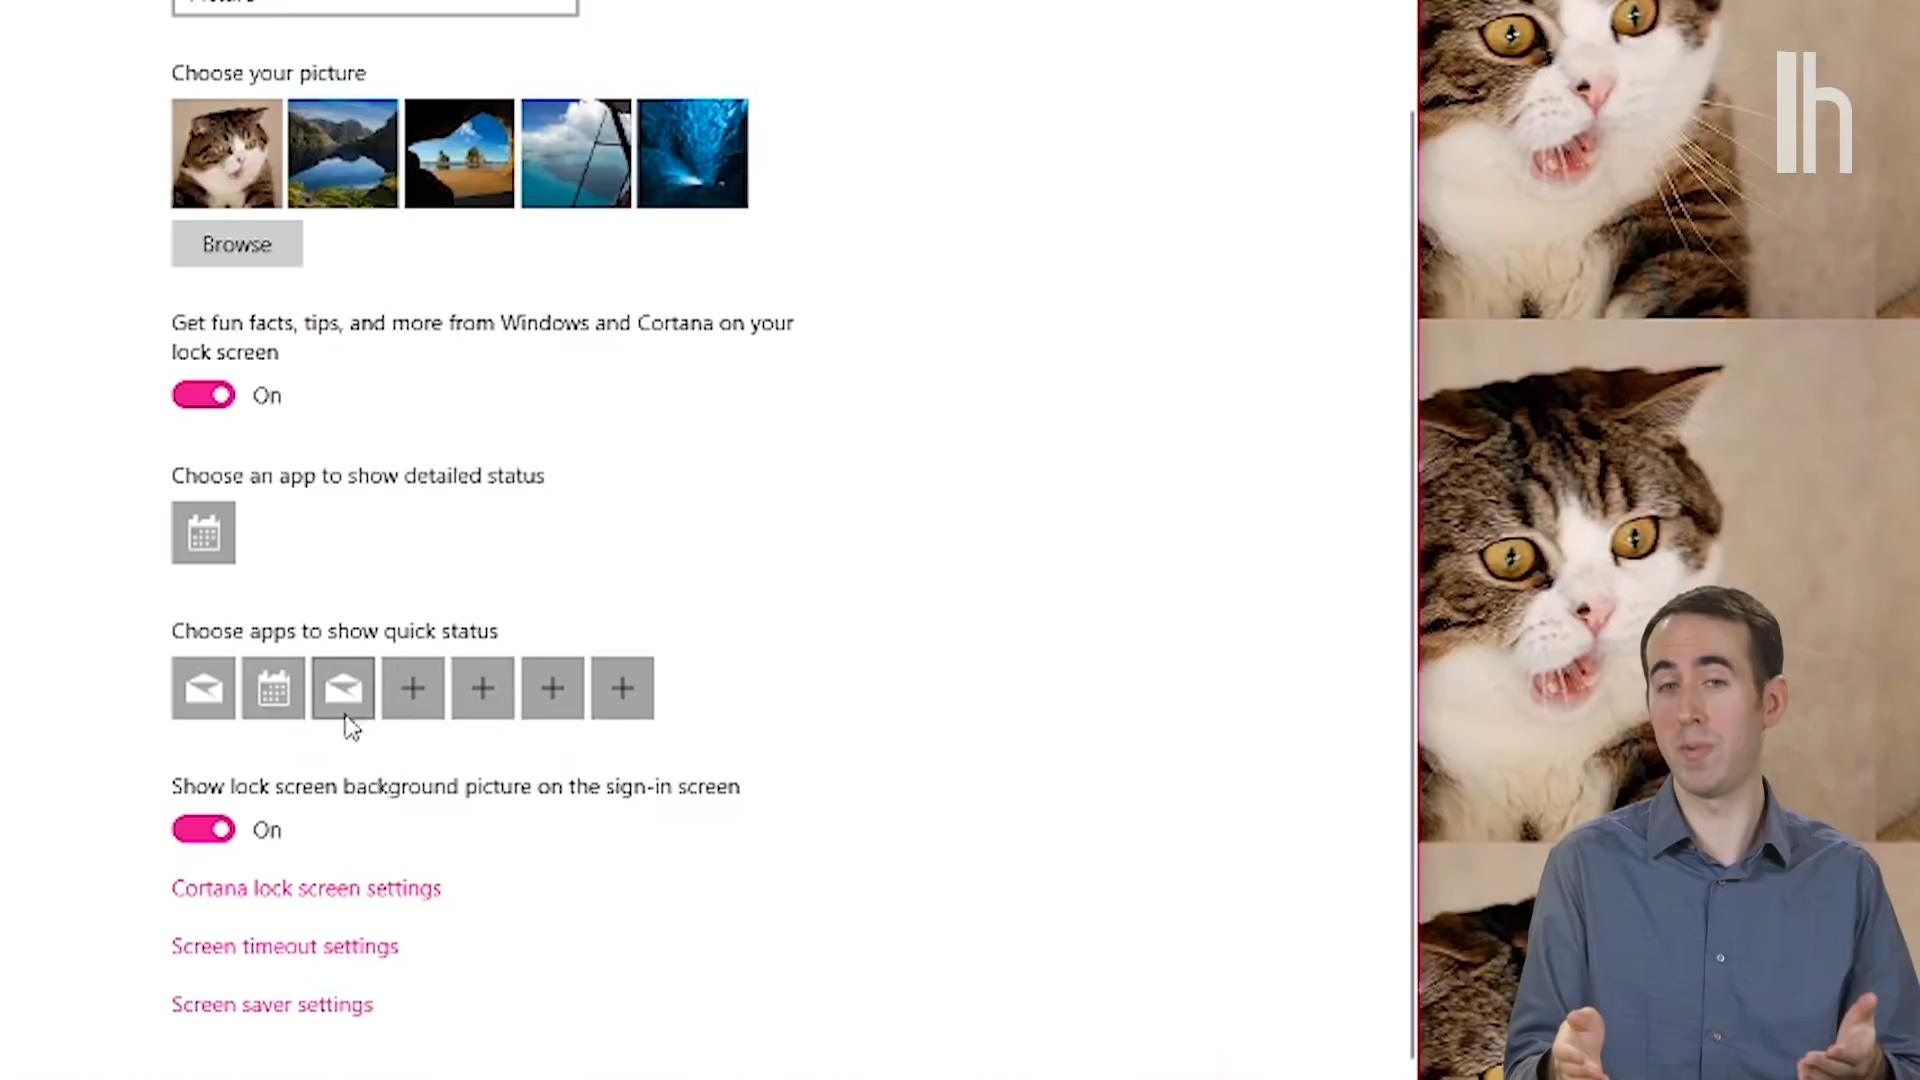 Choose your picture
Browse
Get fun facts, tips, and more from Windows and Cortana on your
lock screen
On
Choose an app to show detailed status
Choose apps to show quick status
Show lock screen background picture on the sign-in screen
On
Cortana lock screen settings
Screen timeout settings
Screen saver settings
lh